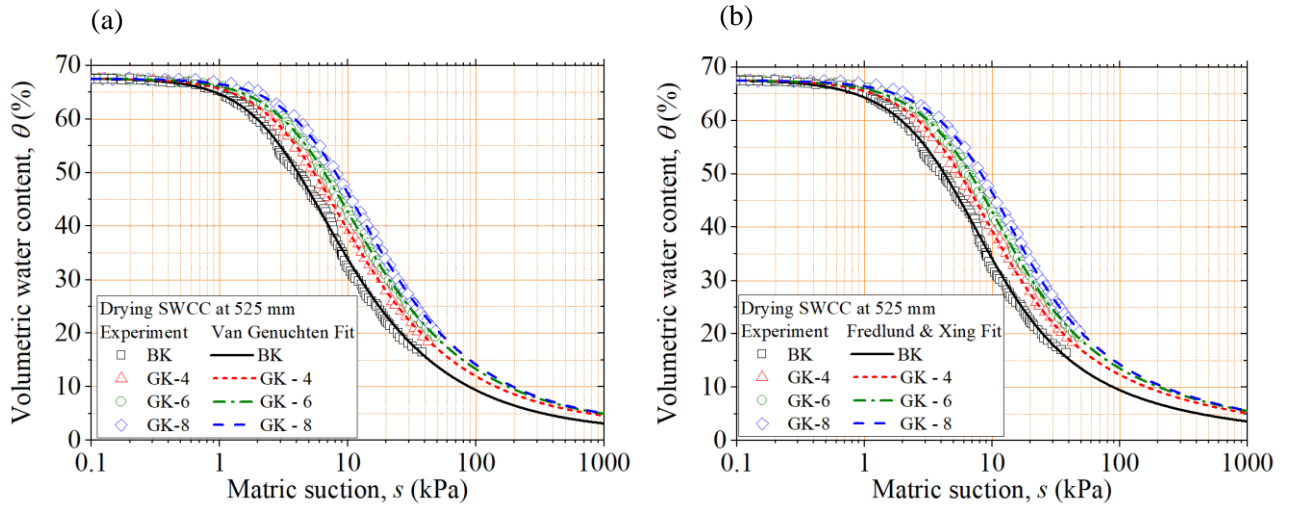 (a)
(b)
Volumetric water content, θ (%)
70
60
50
40
30
20
10
0
Drying SWCC at 525 mm
Experiment Van Genuchten Fit
BK BK
GK-4 GK - 4
GK-6 GK - 6
GK-8 GK - 8
0.1 1 10 100 1000
Matric suction, s (kPa)
Volumetric water content, θ (%)
70
60
50
40
30
20
10
0
Drying SWCC at 525 mm
Experiment Fredlund & Xing Fit
BK BK
GK-4 GK - 4
GK-6 GK - 6
GK-8 GK - 8
0.1 1 10 100 1000
Matric suction, s (kPa)